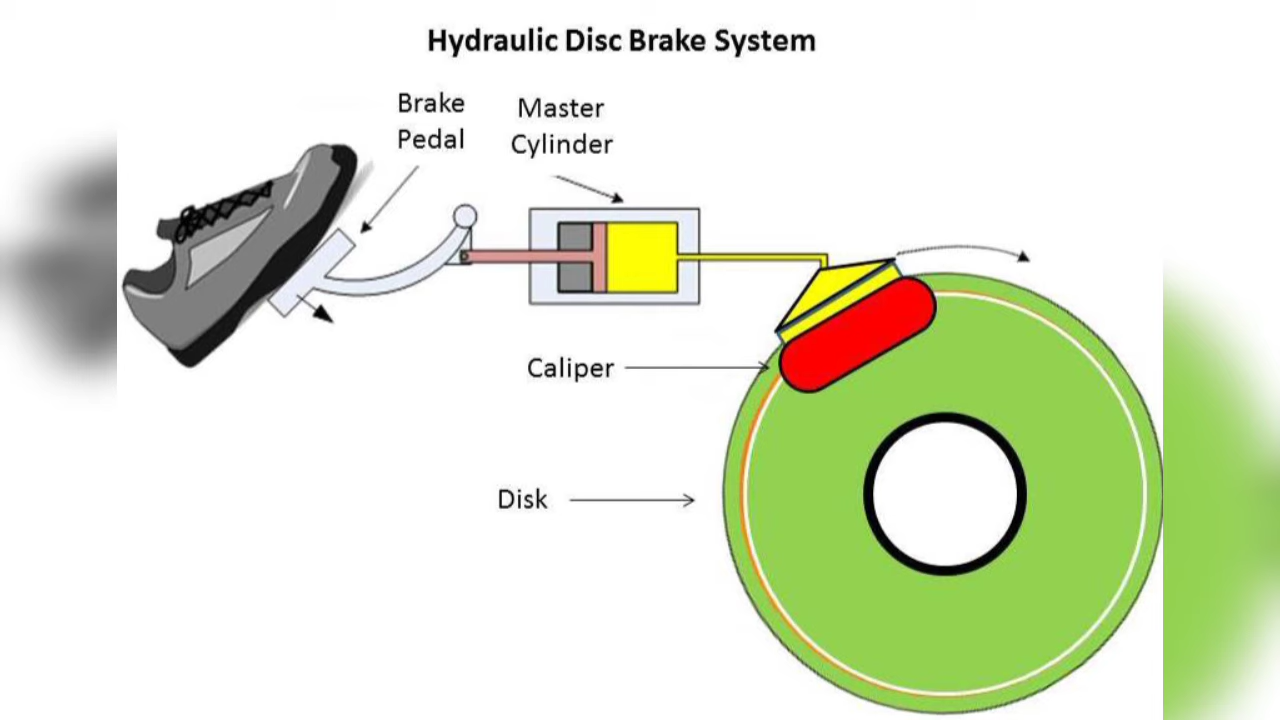 Hydraulic Disc Brake System
Brake
Pedal
Master
Cylinder
Caliper
Disk